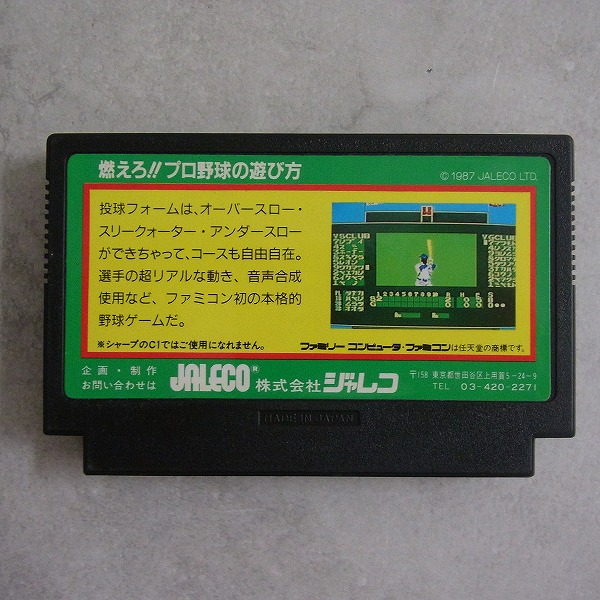 燃えろ!!プロ野球の遊び方
©1987 JALECO LTD.
投球フォームは、オーバースロー・
スリークォーター・アンダースロー
ができちゃって、コースも自由自在。
選手の超リアルな動き、音声合成
使用など、ファミコン初の本格的
野球ゲームだ。
※シャープのC1ではご使用になれません。
ファミリーコンピュータ・ファミコンは任天堂の商標です。
企画・制作
お問い合わせは
JALECO® 株式会社ジャレコ
〒158 東京都世田谷区上用賀5-24-9
TEL 03-420-2271
MADE IN JAPAN